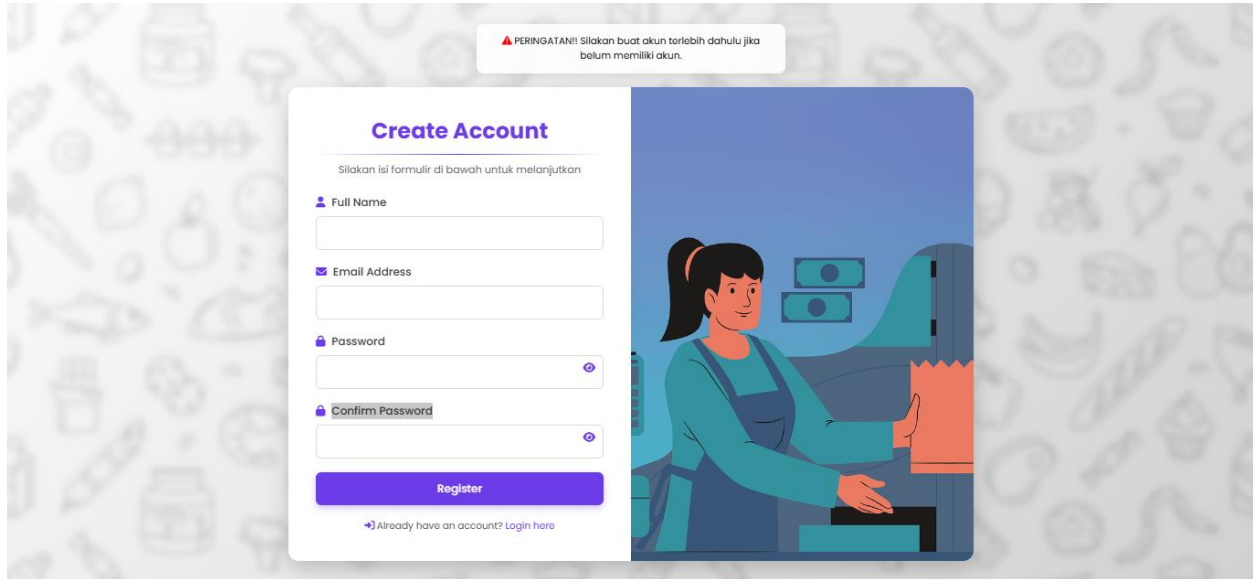 PERINGATAN!! Silakan buat akun terlebih dahulu jika
belum memiliki akun.
Create Account
Silakan isi formulir di bawah untuk melanjutkan
Full Name
Email Address
Password
Confirm Password
Register
Already have an account? Login here